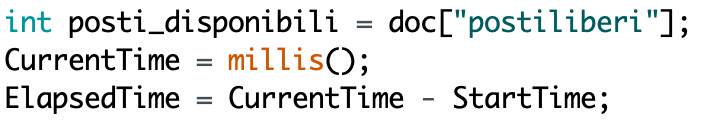 int posti_disponibili = doc["postiliberi"];
CurrentTime = millis();
ElapsedTime = CurrentTime - StartTime;